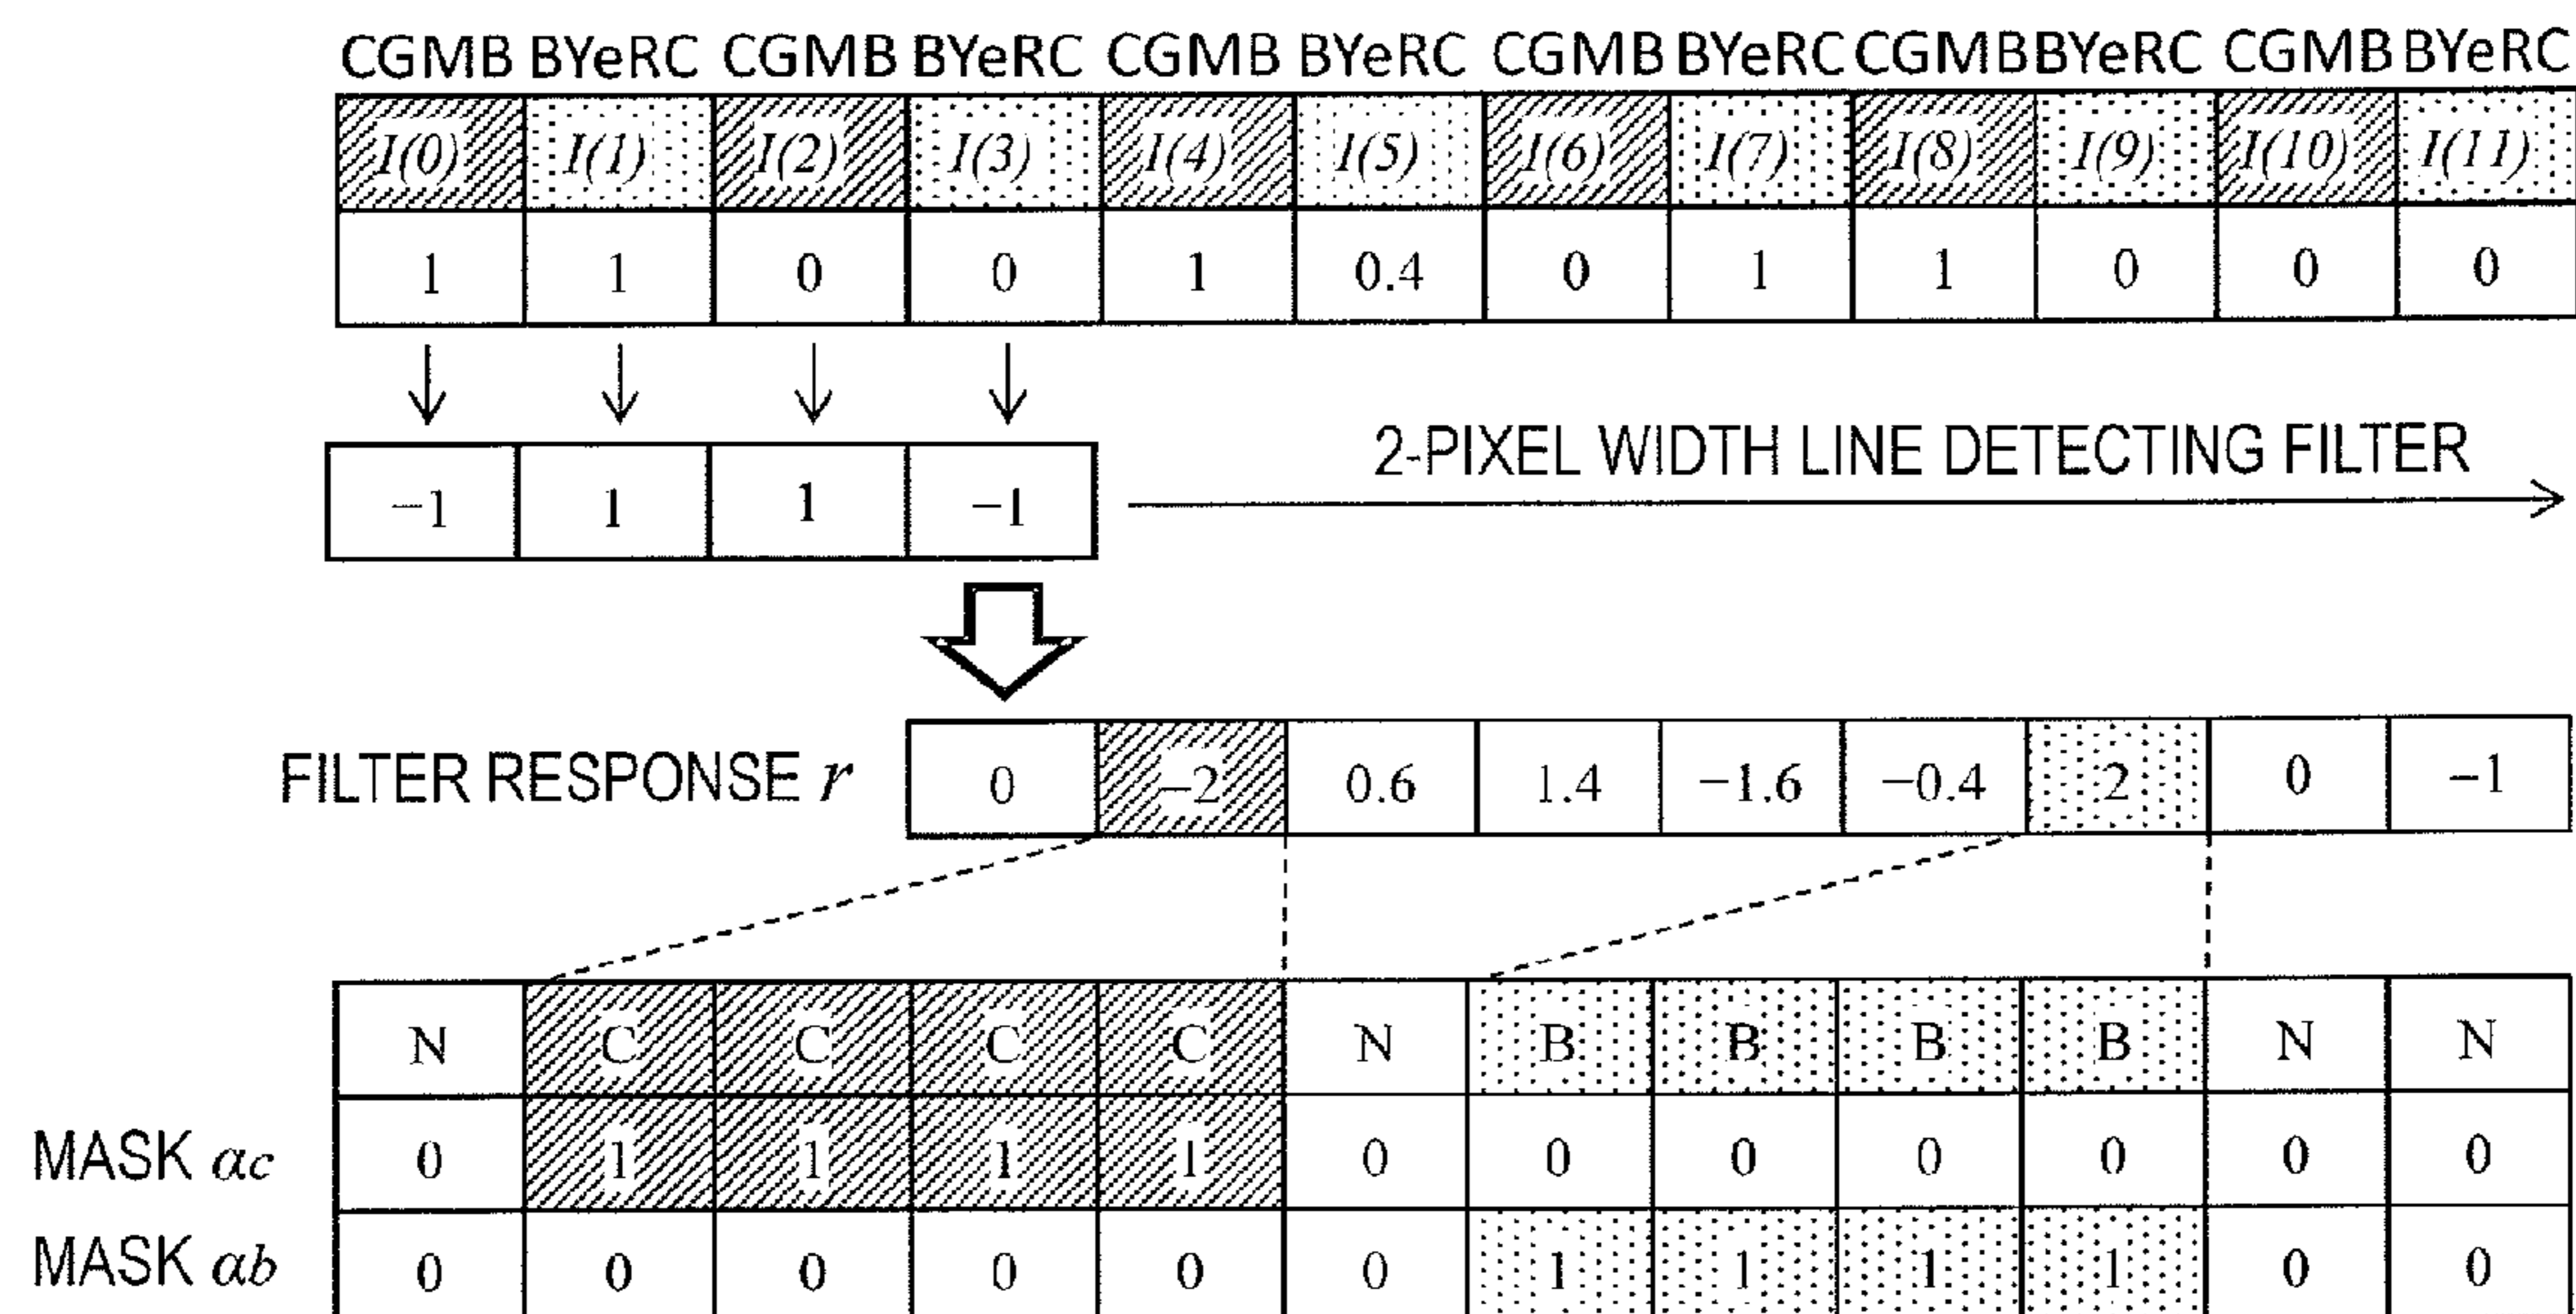 CGMB BYeRC CGMB BYeRC CGMB BYeRC CGMB BYeRC CGMB BYeRC CGMB BYeRC
I(0) I(1) I(2) I(3) I(4) I(5) I(6) I(7) I(8) I(9) I(10) I(11)
1 1 0 0 1 0.4 0 1 1 0 0 0
2-PIXEL WIDTH LINE DETECTING FILTER
−1 1 1 −1
FILTER RESPONSE r 0 −2 0.6 1.4 −1.6 −0.4 2 0 −1
N C C C C N B B B B N N
MASK αc 0 1 1 1 1 0 0 0 0 0 0 0
MASK αb 0 0 0 0 0 0 1 1 1 1 0 0